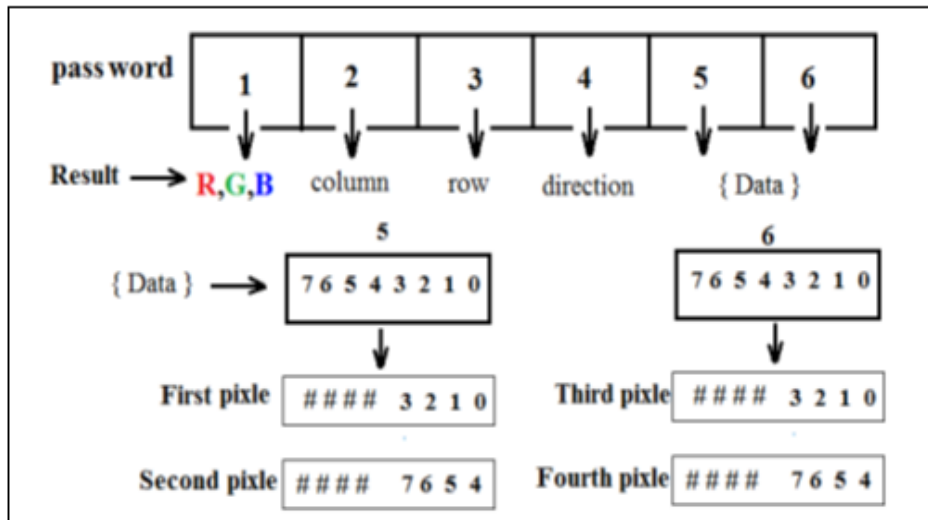 password 1 2 3 4 5 6
Result R,G,B column row direction { Data }
5 6
{ Data } 7 6 5 4 3 2 1 0 7 6 5 4 3 2 1 0
First pixle # # # # 3 2 1 0 Third pixle # # # # 3 2 1 0
Second pixle # # # # 7 6 5 4 Fourth pixle # # # # 7 6 5 4